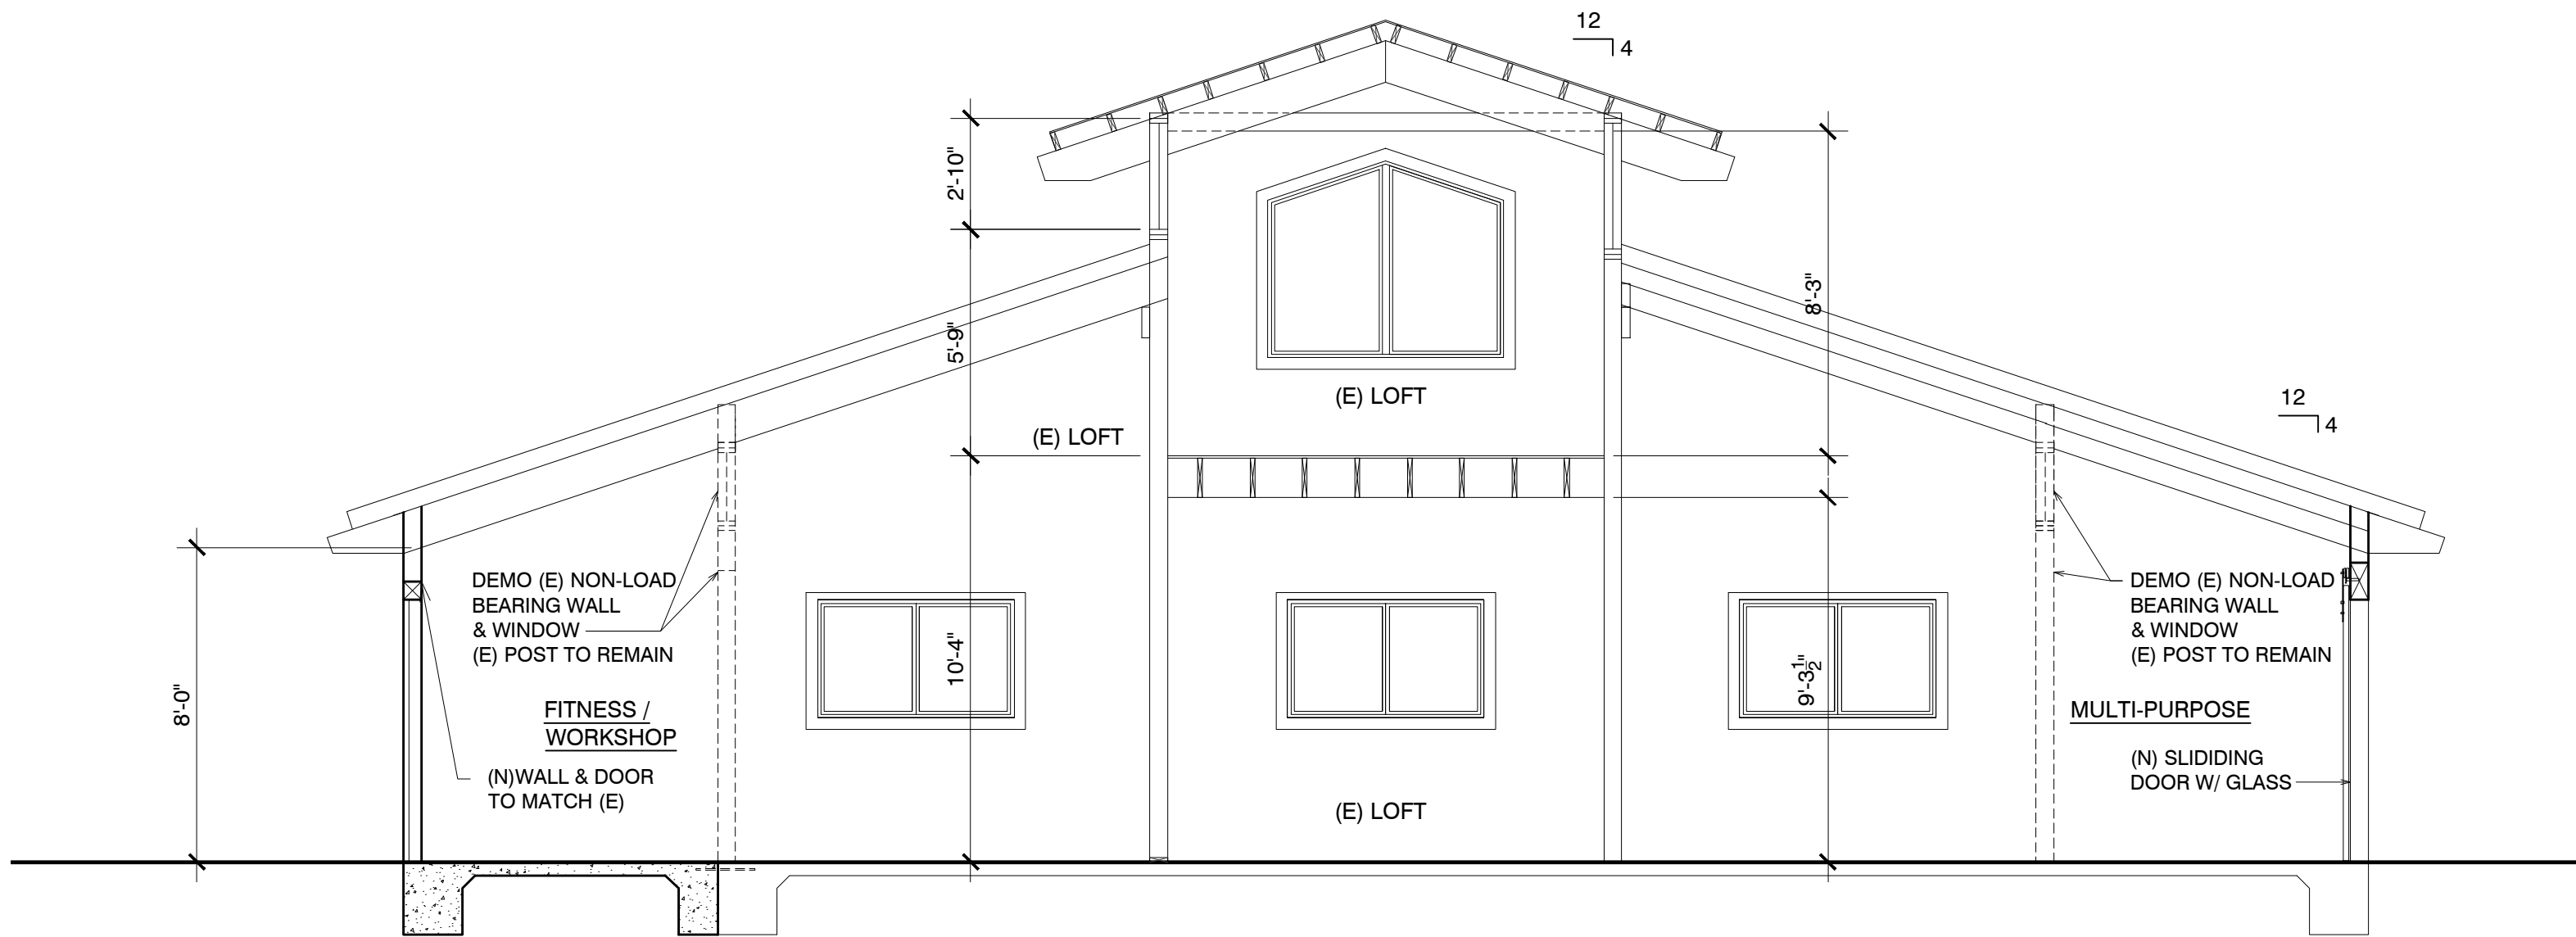 12
4
2'-10"
5'-9"
8'-3"
(E) LOFT
(E) LOFT
12
4
DEMO (E) NON-LOAD
BEARING WALL
& WINDOW
(E) POST TO REMAIN
DEMO (E) NON-LOAD
BEARING WALL
& WINDOW
(E) POST TO REMAIN
8'-0"
10'-4"
9'-3½"
FITNESS /
WORKSHOP
MULTI-PURPOSE
(N)WALL & DOOR
TO MATCH (E)
(N) SLIDIDING
DOOR W/ GLASS
(E) LOFT